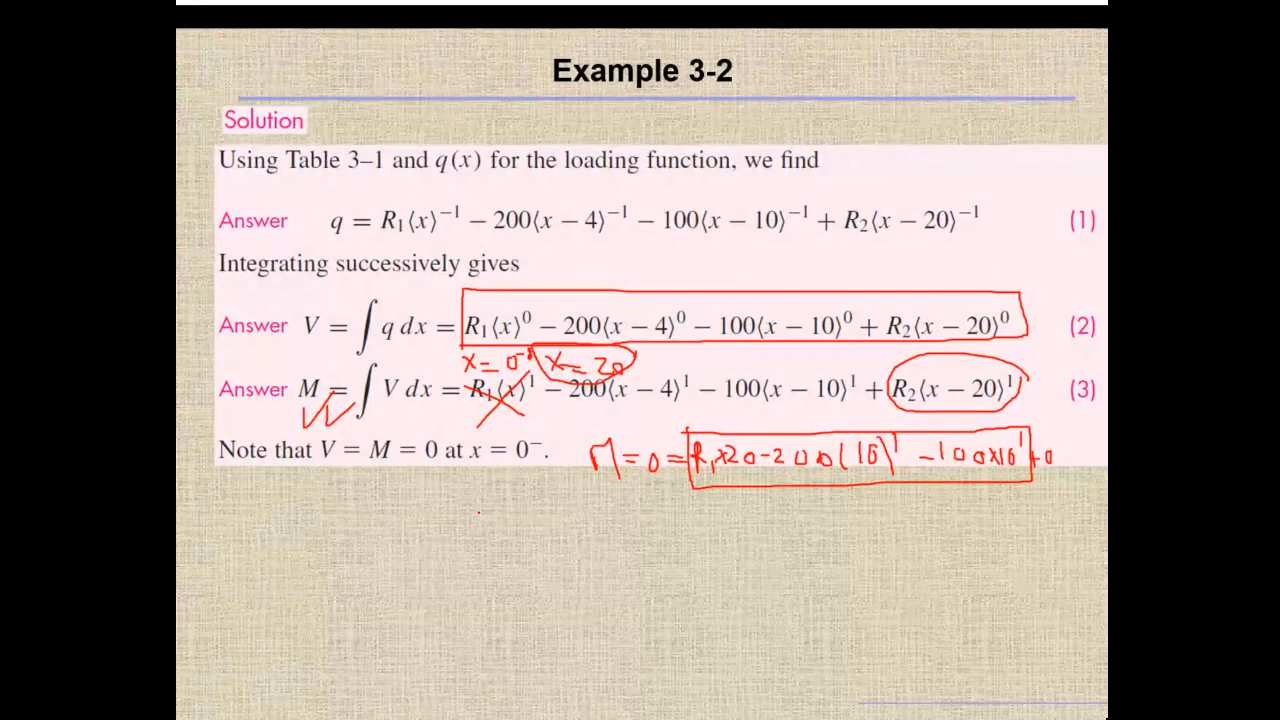 Example 3-2
Solution
Using Table 3–1 and q(x) for the loading function, we find
Answer q = R₁⟨x⟩⁻¹ − 200⟨x − 4⟩⁻¹ − 100⟨x − 10⟩⁻¹ + R₂⟨x − 20⟩⁻¹ (1)
Integrating successively gives
Answer V = ∫ q dx = R₁⟨x⟩⁰ − 200⟨x − 4⟩⁰ − 100⟨x − 10⟩⁰ + R₂⟨x − 20⟩⁰ (2)
x = 0⁻ x = 20
Answer M = ∫ V dx = R₁⟨x⟩¹ − 200⟨x − 4⟩¹ − 100⟨x − 10⟩¹ + R₂⟨x − 20⟩¹ (3)
Note that V = M = 0 at x = 0⁻.
M = 0 = R₁×20 − 200(16)¹ − 100×10¹ + 0